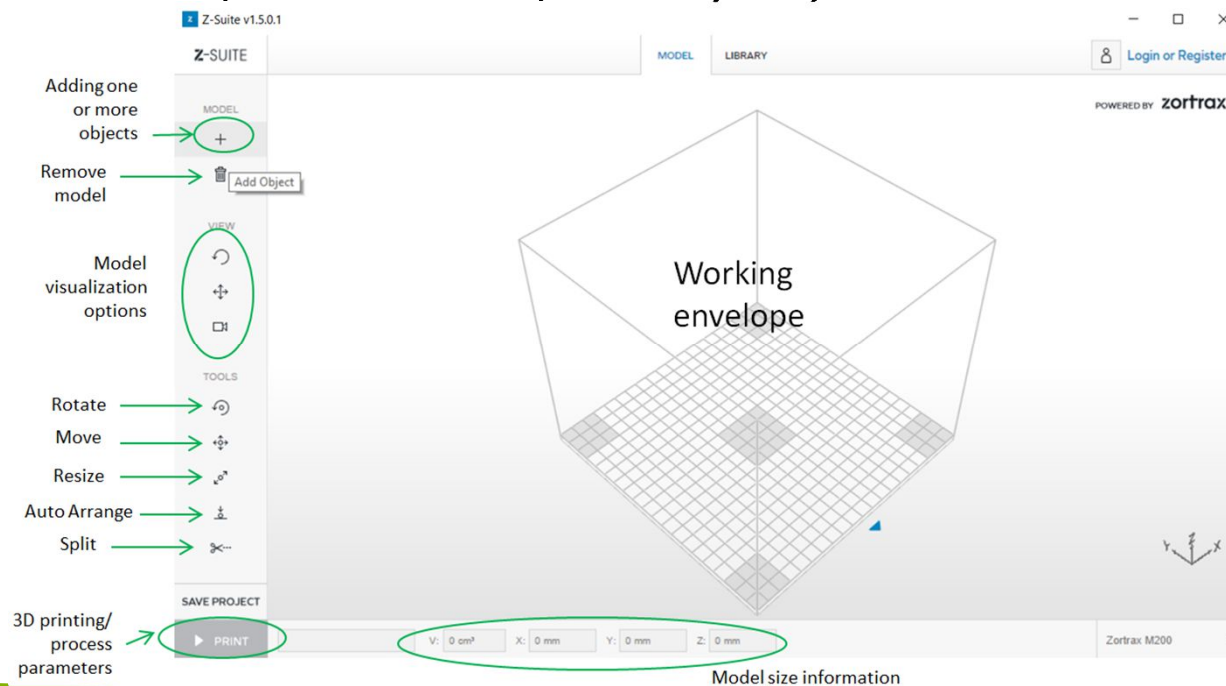 Z-Suite v1.5.0.1
Z-SUITE
MODEL LIBRARY
Login or Register
POWERED BY zortrax
Adding one
or more
objects
MODEL
Remove
model
Add Object
VIEW
Model
visualization
options
Working
envelope
TOOLS
Rotate
Move
Resize
Auto Arrange
Split
Y Z X
SAVE PROJECT
3D printing/
process
parameters
PRINT
V: 0 cm³ X: 0 mm Y: 0 mm Z: 0 mm
Zortrax M200
Model size information